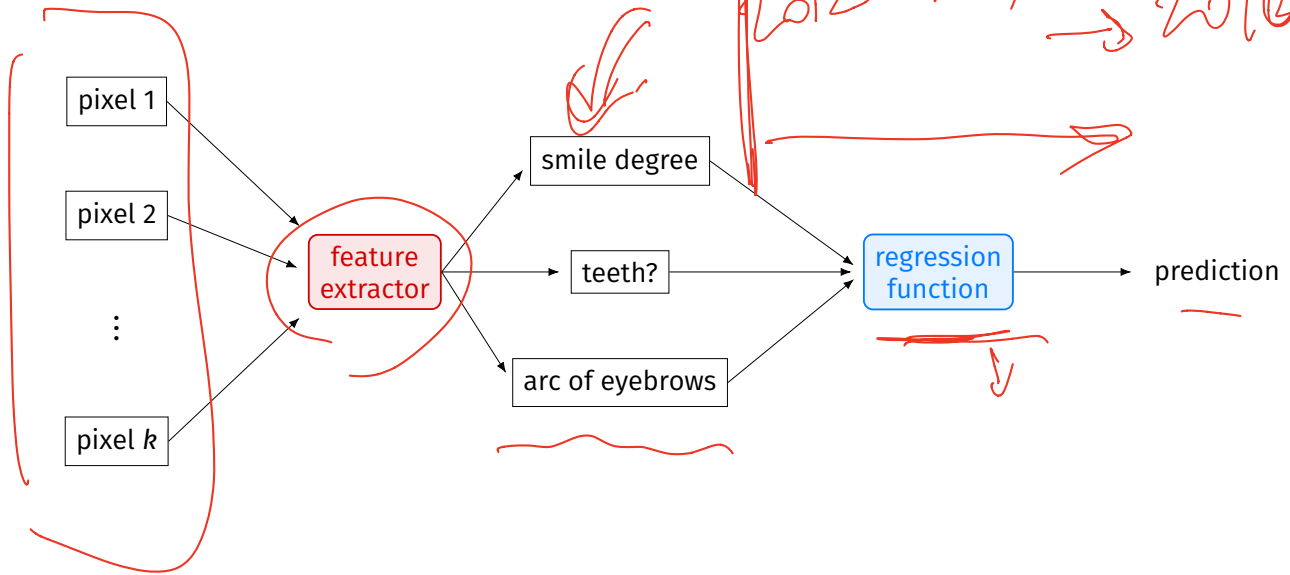 pixel 1
pixel 2
⋮
pixel k
feature
extractor
smile degree
teeth?
arc of eyebrows
regression
function
prediction